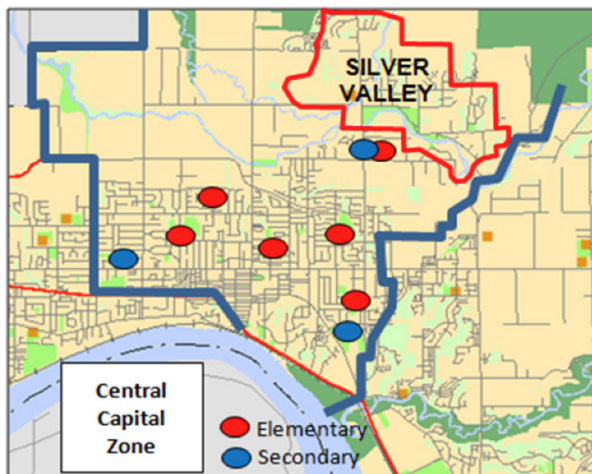 SILVER
VALLEY
Central
Capital
Zone
Elementary
Secondary